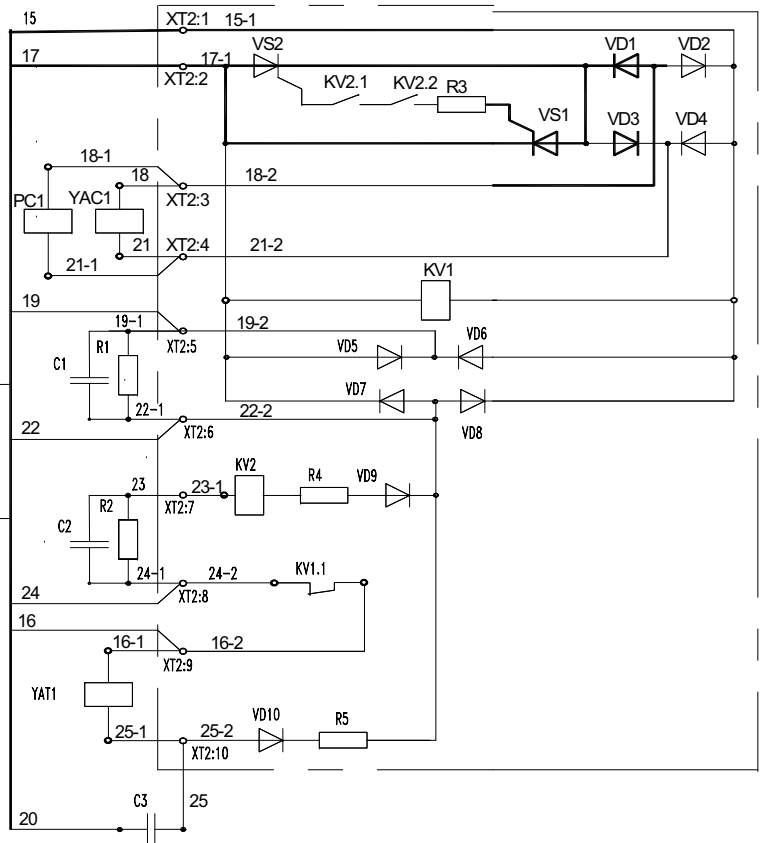 15 XT2:1 15-1
17 XT2:2 17-1 VS2 VD1 VD2
KV2.1 KV2.2 R3
VS1 VD3 VD4
18-1
PC1 YAC1 18 XT2:3 18-2
21 XT2:4 21-2
21-1
KV1
19
19-1 XT2:5 19-2
C1 R1 VD5 VD6
VD7 VD8
22-1 XT2:6 22-2
22
23 XT2:7 23-1 KV2 R4 VD9
C2 R2
24-1 XT2:8 24-2 KV1.1
24
16
16-1 XT2:9 16-2
YAT1
25-1 XT2:10 25-2 VD10 R5
C3 25
20